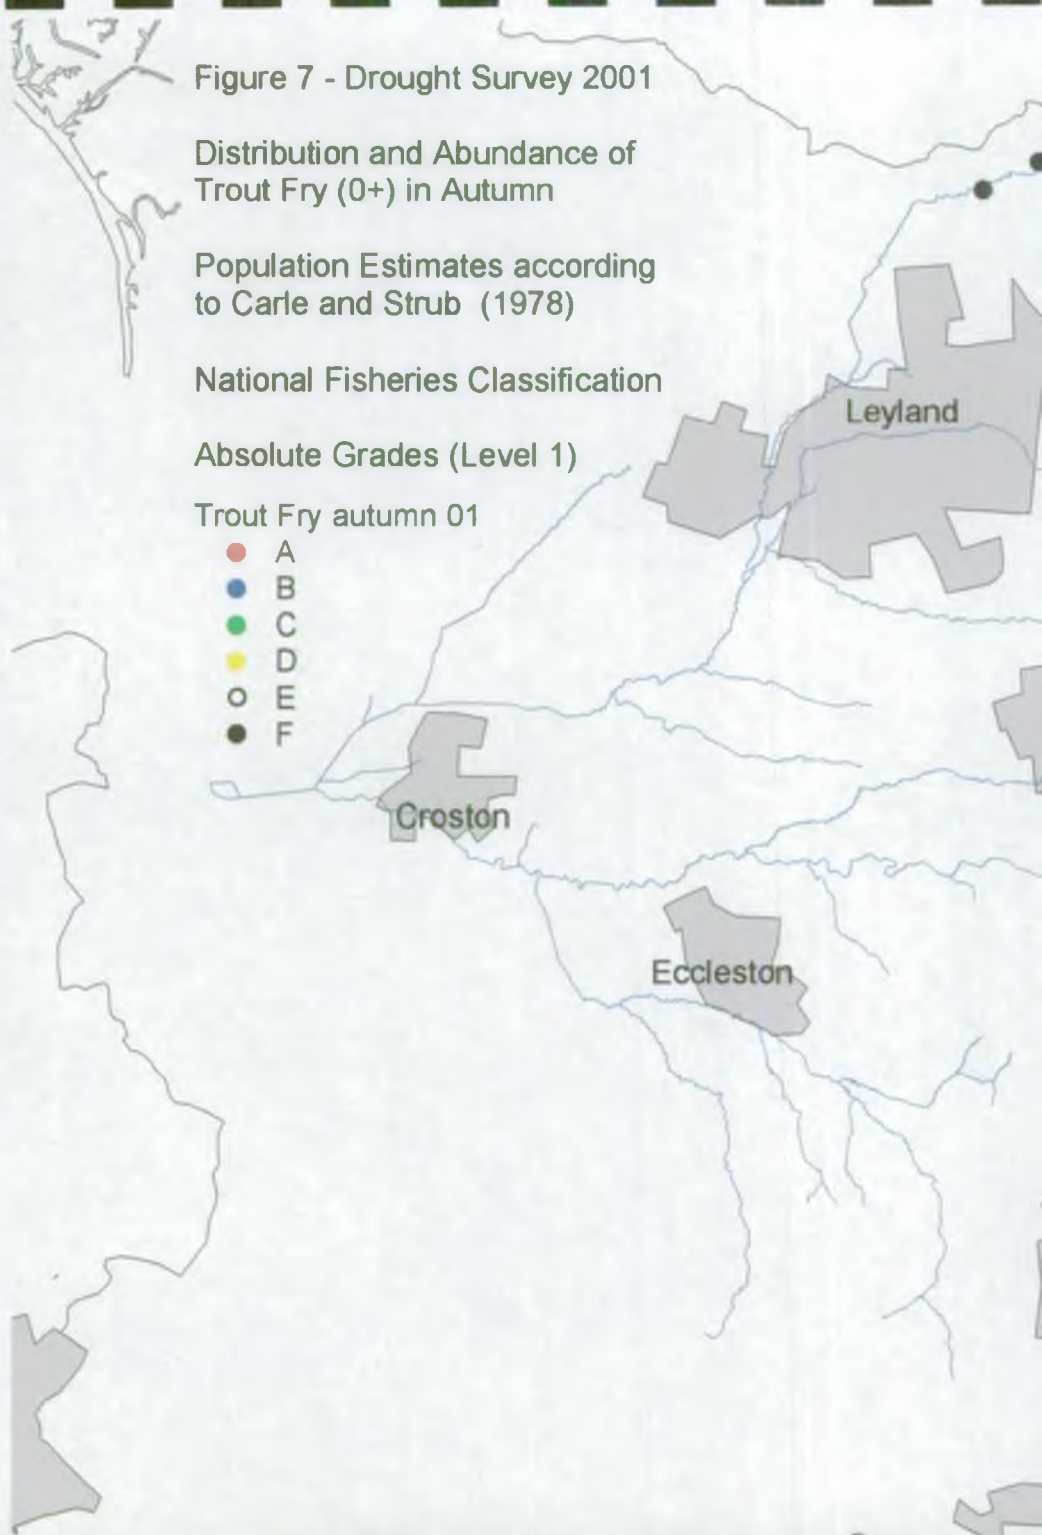 Figure 7 - Drought Survey 2001
Distribution and Abundance of
Trout Fry (0+) in Autumn
Population Estimates according
to Carle and Strub (1978)
National Fisheries Classification
Absolute Grades (Level 1)
Trout Fry autumn 01
A
B
C
D
E
F
Leyland
Croston
Eccleston